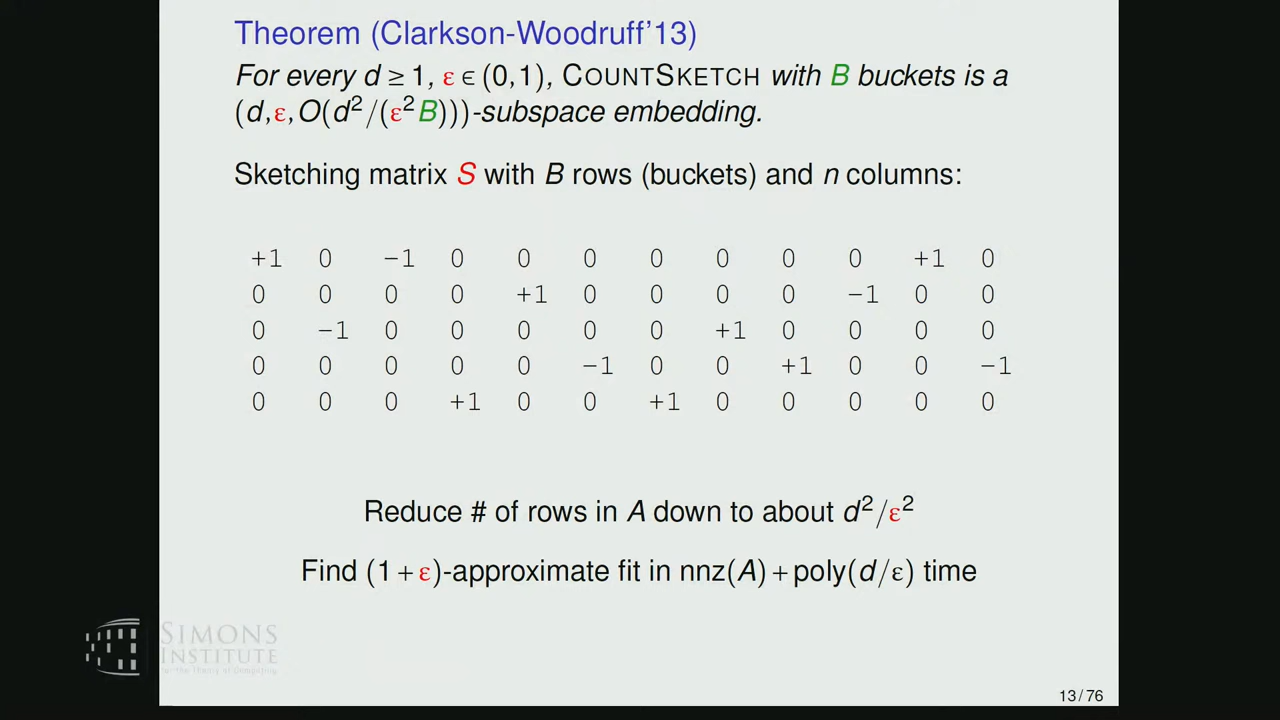 Theorem (Clarkson-Woodruff'13)
For every d ≥ 1, ε ∈ (0,1), COUNTSKETCH with B buckets is a
(d,ε,O(d²/(ε²B)))-subspace embedding.
Sketching matrix S with B rows (buckets) and n columns:
+1 0 −1 0 0 0 0 0 0 0 +1 0
0 0 0 0 +1 0 0 0 0 −1 0 0
0 −1 0 0 0 0 0 +1 0 0 0 0
0 0 0 0 0 −1 0 0 +1 0 0 −1
0 0 0 +1 0 0 +1 0 0 0 0 0
Reduce # of rows in A down to about d²/ε²
Find (1+ε)-approximate fit in nnz(A)+poly(d/ε) time
SIMONS
INSTITUTE
for the Theory of Computing
13/76